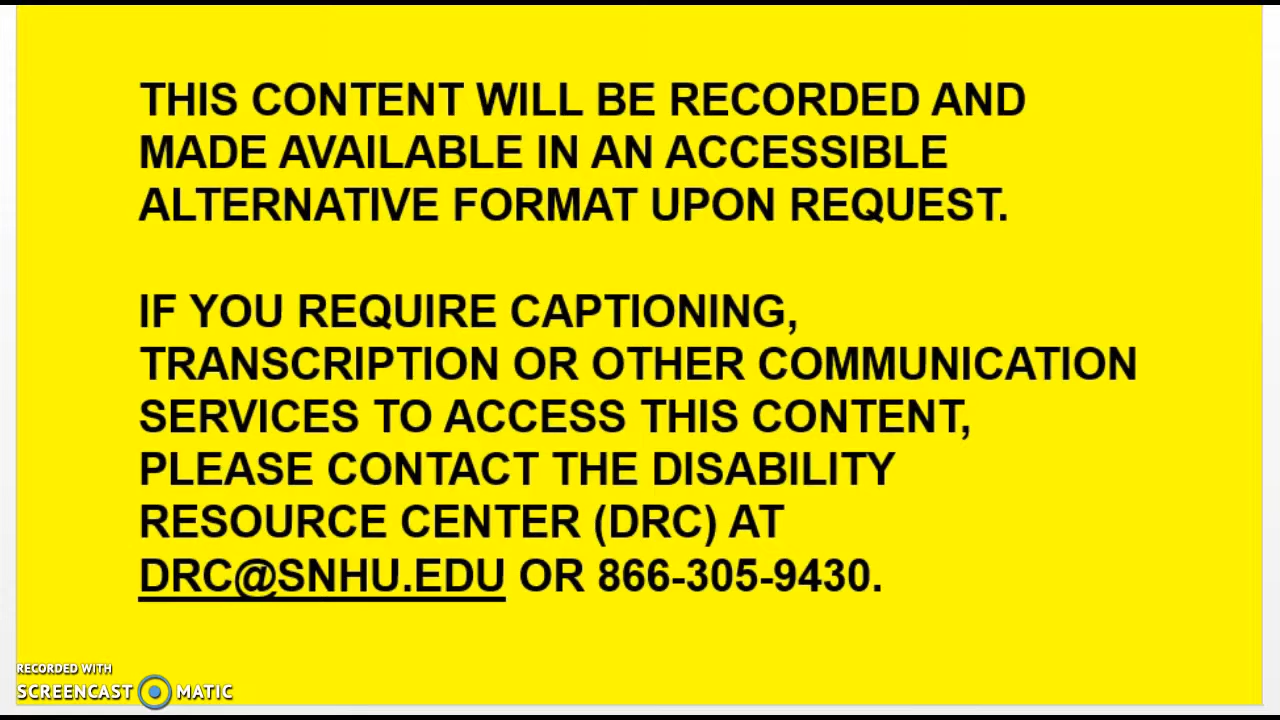 THIS CONTENT WILL BE RECORDED AND
MADE AVAILABLE IN AN ACCESSIBLE
ALTERNATIVE FORMAT UPON REQUEST.
IF YOU REQUIRE CAPTIONING,
TRANSCRIPTION OR OTHER COMMUNICATION
SERVICES TO ACCESS THIS CONTENT,
PLEASE CONTACT THE DISABILITY
RESOURCE CENTER (DRC) AT
DRC@SNHU.EDU OR 866-305-9430.
RECORDED WITH
SCREENCAST MATIC